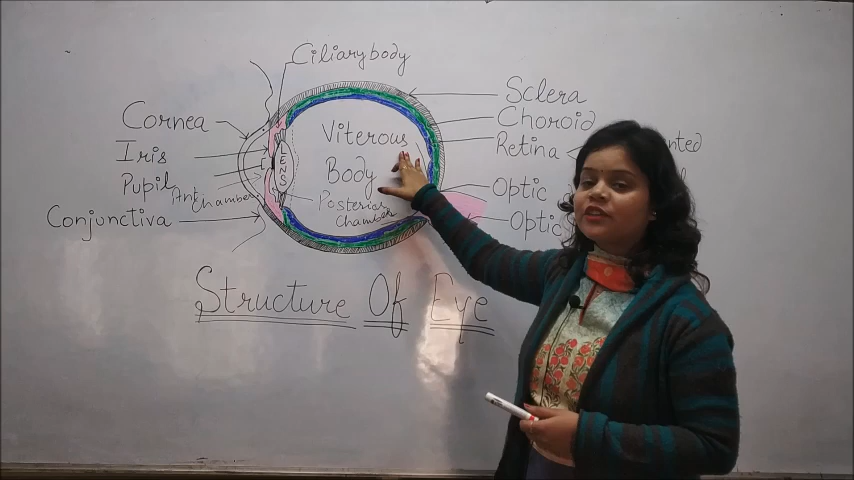 Ciliary body
Cornea
Iris
Pupil
Ant chamber
Conjunctiva
LENS
Viterous
Body
Posterior
Chamber
Sclera
Choroid
Retina
Optic
Optic
Structure Of Eye